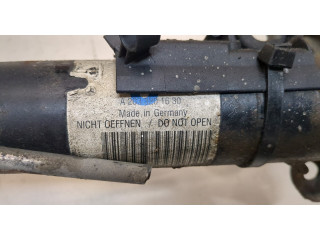 Made in Germany
NICHT OEFFNEN / DO NOT OPEN